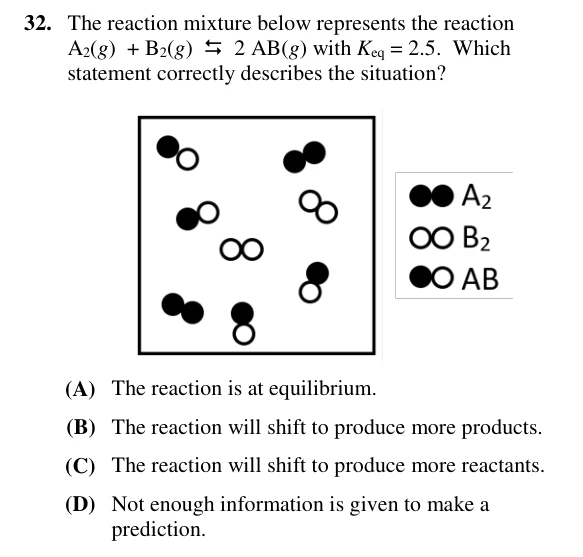 32. The reaction mixture below represents the reaction
A₂(g) + B₂(g) ⇆ 2 AB(g) with Keq = 2.5. Which
statement correctly describes the situation?
A₂
B₂
AB
(A) The reaction is at equilibrium.
(B) The reaction will shift to produce more products.
(C) The reaction will shift to produce more reactants.
(D) Not enough information is given to make a
prediction.